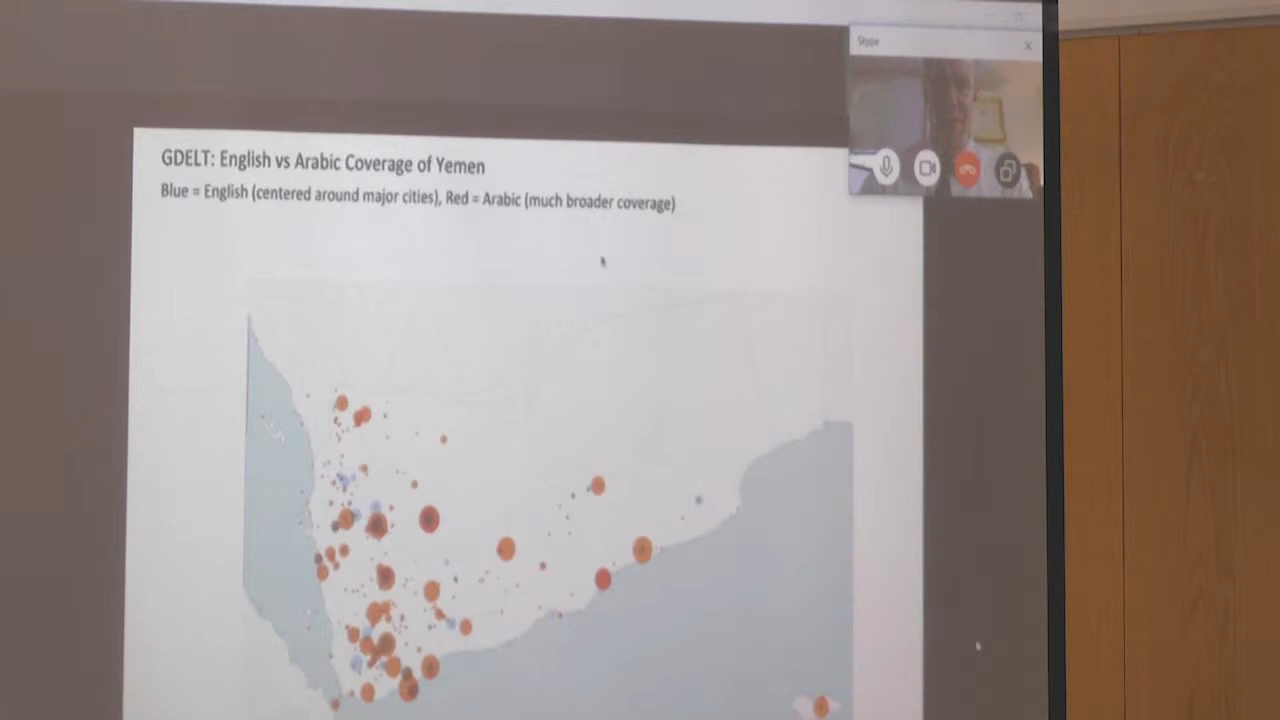 Skype
GDELT: English vs Arabic Coverage of Yemen
Blue = English (centered around major cities), Red = Arabic (much broader coverage)